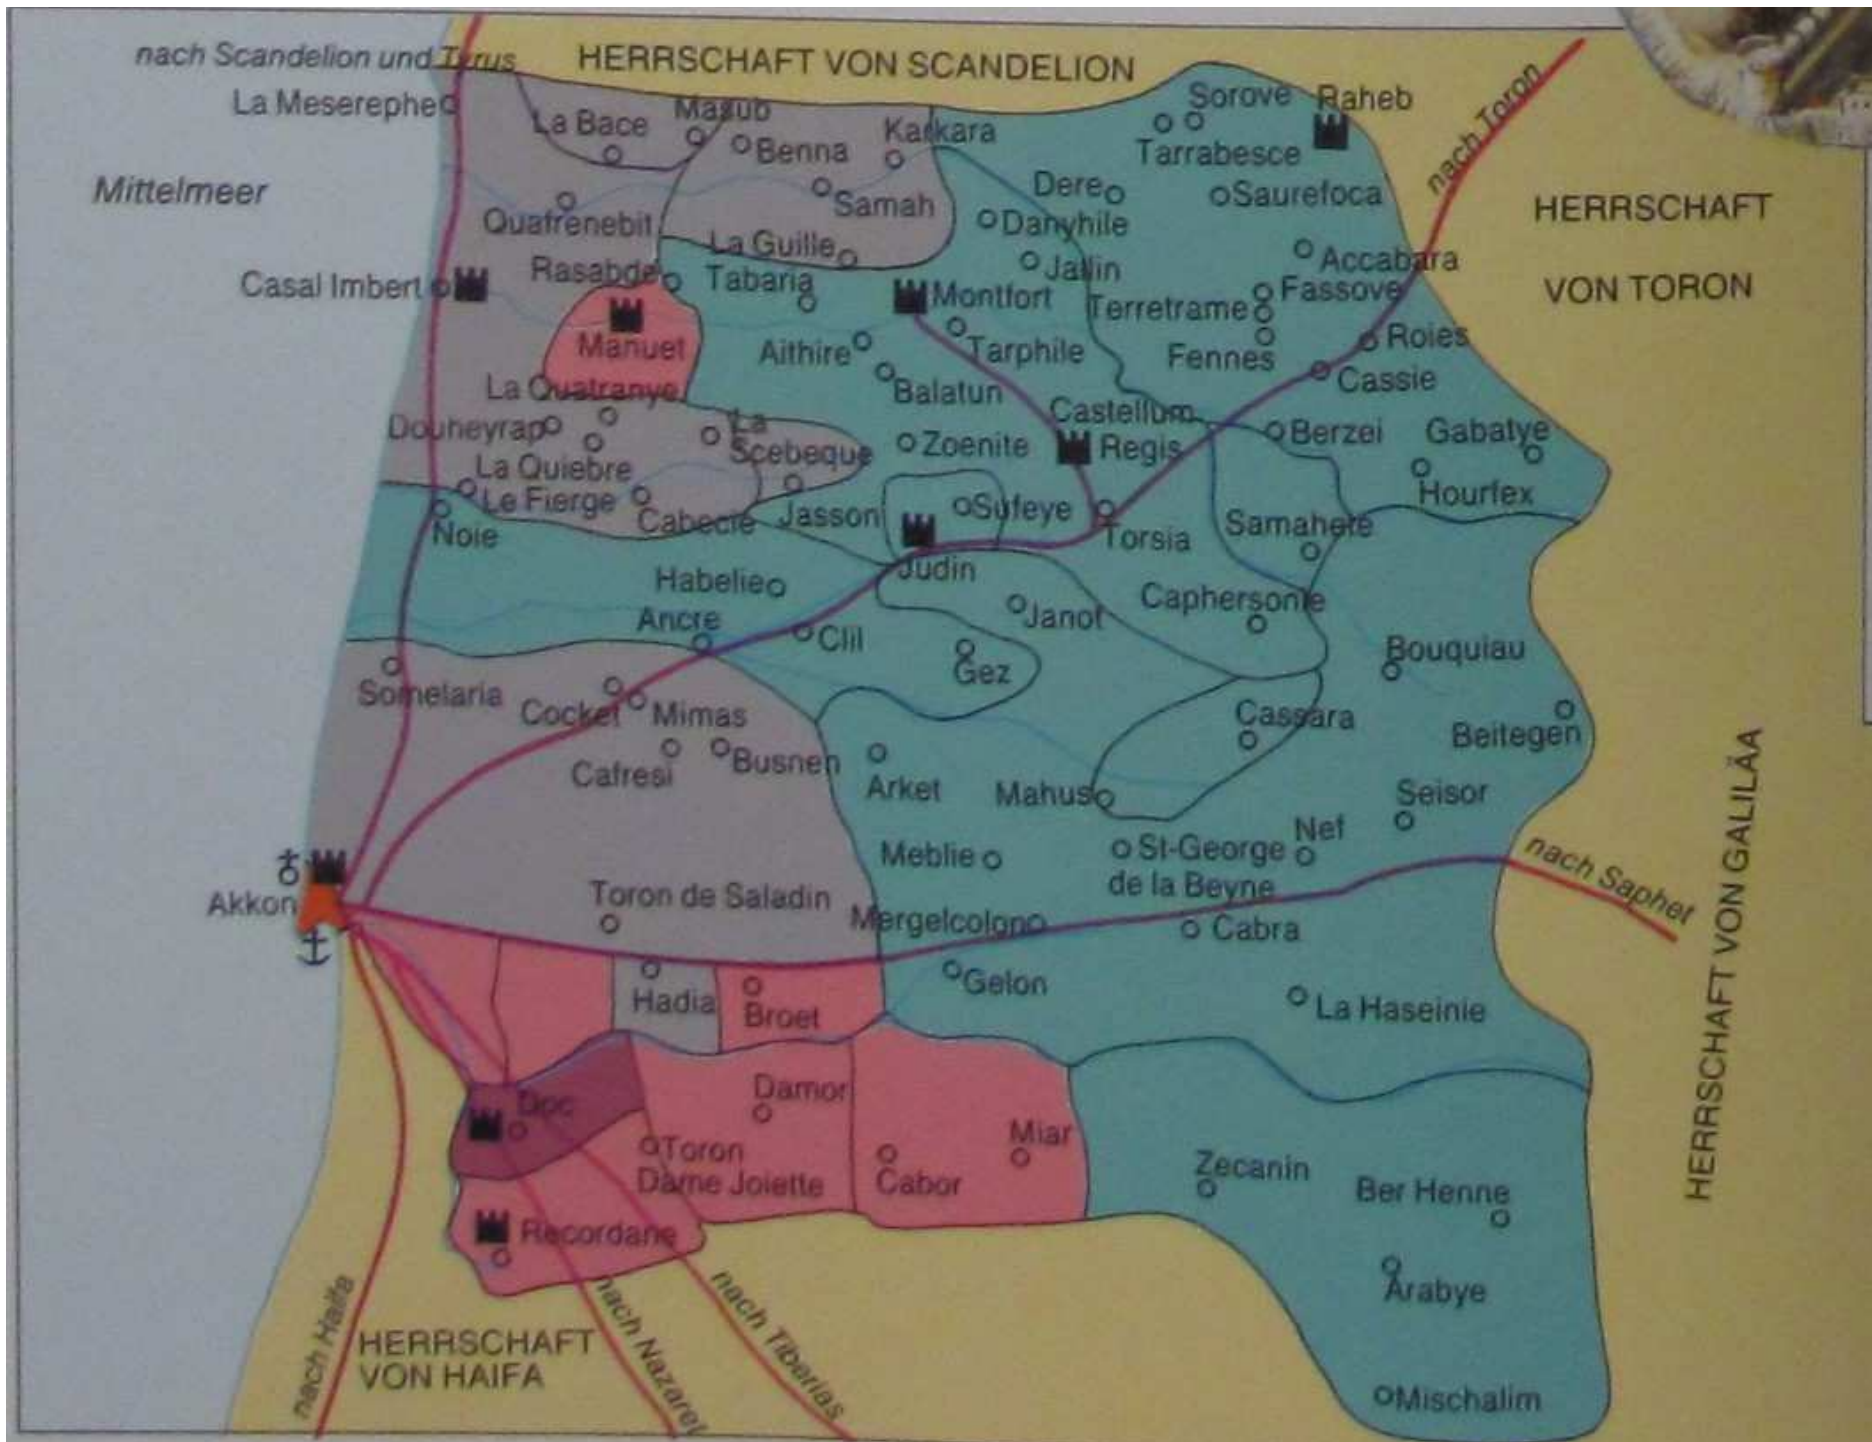 nach Scandelion und Tyrus
HERRSCHAFT VON SCANDELION
La Meserephe
La Bace
Masub
Benna
Karkara
Sorove
Raheb
Tarrabesce
nach Toron
Mittelmeer
Quafrenebit
Samah
Dere
Danyhile
Saurefoca
HERRSCHAFT
VON TORON
La Guille
Jallin
Accabara
Casal Imbert
Rasabde
Tabaria
Montfort
Terretrame
Fassove
Manuet
Aithire
Tarphile
Fennes
Roies
Cassie
La Quatranye
Balatun
Castellum
Regis
Douheyrap
La
Scebeque
Zoenite
Berzei
Gabatye
La Quiebre
Le Fierge
Hourfex
Noie
Cabecie
Jasson
Sufeye
Torsia
Samahete
Judin
Habelie
Ancre
Clil
Janot
Caphersonie
Gez
Bouquiau
Somelaria
Cocket
Mimas
Cassara
Beitegen
Cafresi
Busneh
Arket
Mahus
Seisor
Meblie
St-George
de la Beyne
Nef
nach Saphet
HERRSCHAFT VON GALILÄA
Akkon
Toron de Saladin
Mergelcolon
Cabra
Hadia
Broet
Gelon
La Haseinie
Doc
Damor
Toron
Dame Joiette
Cabor
Miar
Zecanin
Ber Henne
Recordane
Arabye
nach Haifa
HERRSCHAFT
VON HAIFA
nach Nazaret
nach Tiberias
Mischalim